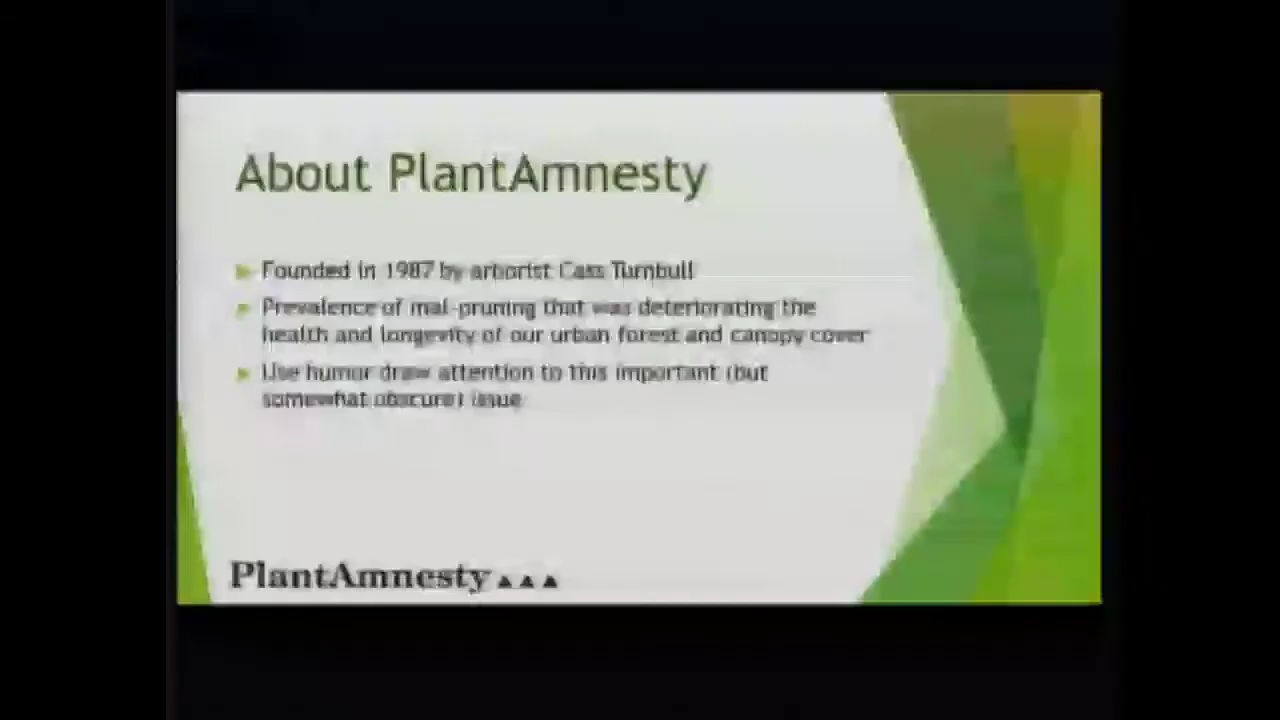 About PlantAmnesty
Founded in 1987 by arborist Cass Turnbull
Prevalence of mal-pruning that was deteriorating the
health and longevity of our urban forest and canopy cover
Use humor draw attention to this important (but
somewhat obscure) issue
PlantAmnesty